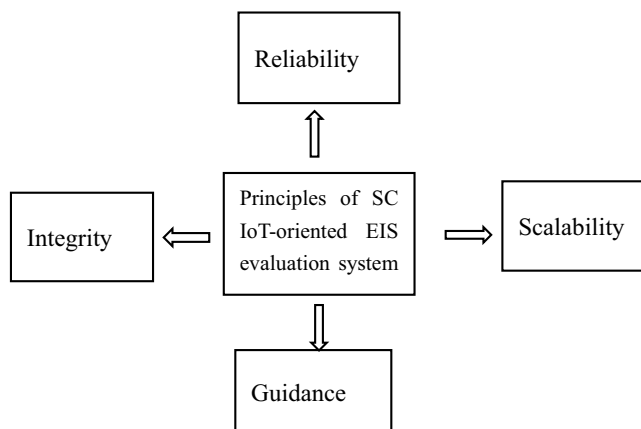 Reliability
Principles of SC
IoT-oriented EIS
evaluation system
Integrity
Scalability
Guidance